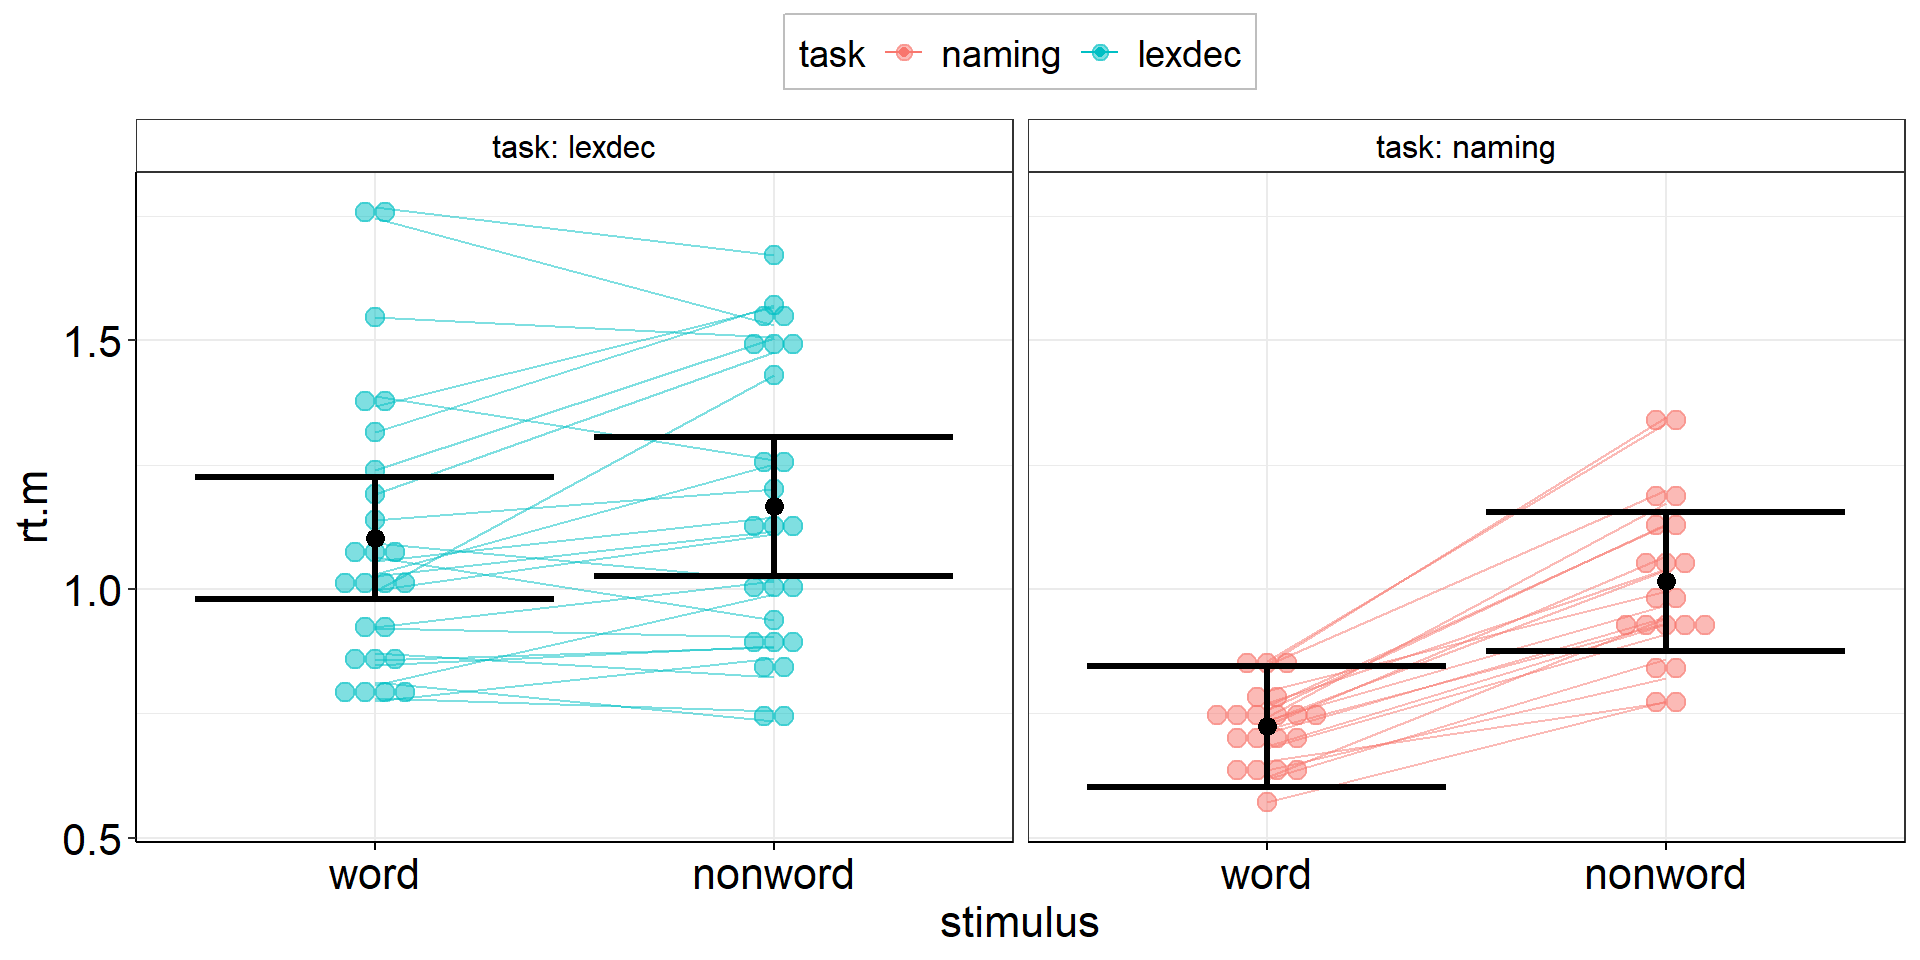 task naming lexdec
task: lexdec
task: naming
rt.m
1.5
1.0
0.5
word nonword
word nonword
stimulus